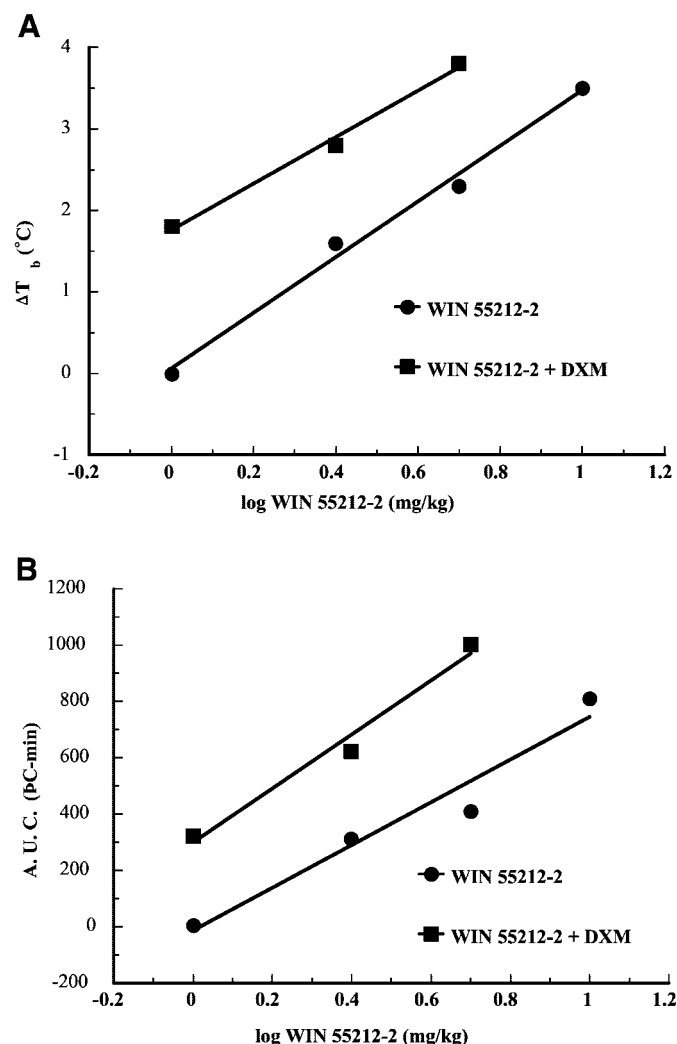 A
4
3
2
1
0
-1
ΔT b (°C)
WIN 55212-2
WIN 55212-2 + DXM
-0.2 0 0.2 0.4 0.6 0.8 1 1.2
log WIN 55212-2 (mg/kg)
B
1200
1000
800
600
400
200
0
-200
A. U. C. (ÞC-min)
WIN 55212-2
WIN 55212-2 + DXM
-0.2 0 0.2 0.4 0.6 0.8 1 1.2
log WIN 55212-2 (mg/kg)